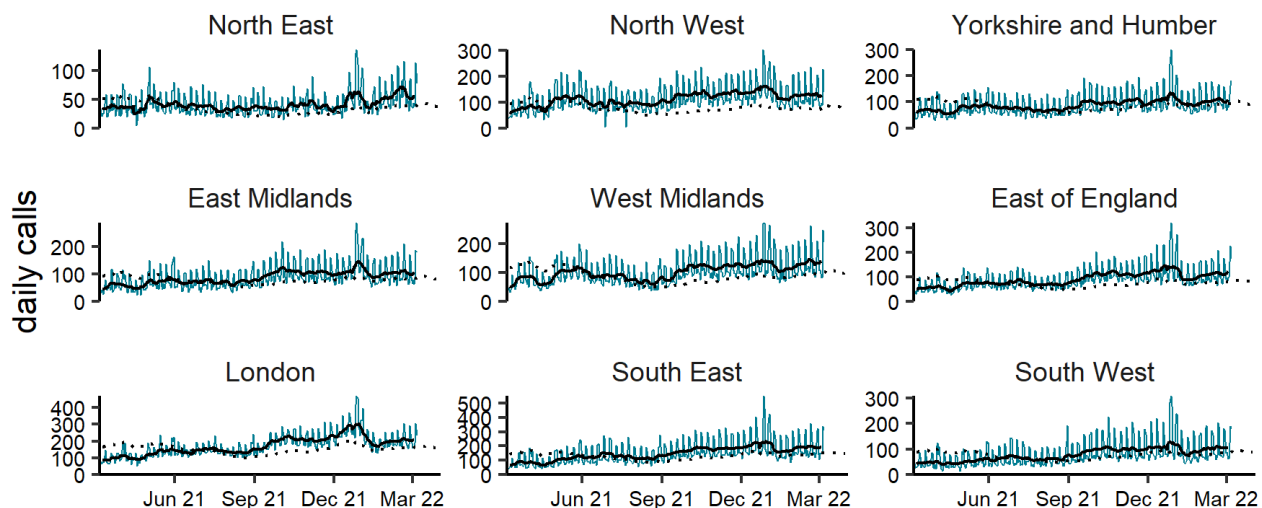 North East
North West
Yorkshire and Humber
100
50
0
300
200
100
0
300
200
100
0
daily calls
East Midlands
West Midlands
East of England
200
100
0
200
100
0
300
200
100
0
London
South East
South West
400
300
200
100
0
500
400
300
200
100
0
300
200
100
0
Jun 21 Sep 21 Dec 21 Mar 22
Jun 21 Sep 21 Dec 21 Mar 22
Jun 21 Sep 21 Dec 21 Mar 22